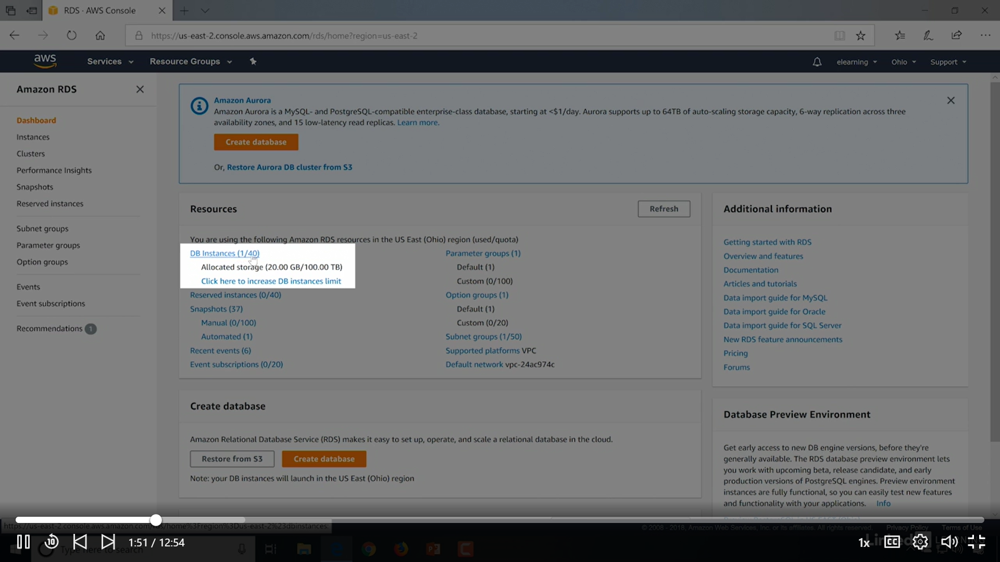 RDS · AWS Console
https://us-east-2.console.aws.amazon.com/rds/home?region=us-east-2
aws
Services
Resource Groups
elearning
Ohio
Support
Amazon RDS
Dashboard
Instances
Clusters
Performance Insights
Snapshots
Reserved instances
Subnet groups
Parameter groups
Option groups
Events
Event subscriptions
Recommendations 1
Amazon Aurora
Amazon Aurora is a MySQL- and PostgreSQL-compatible enterprise-class database, starting at <$1/day. Aurora supports up to 64TB of auto-scaling storage capacity, 6-way replication across three
availability zones, and 15 low-latency read replicas. Learn more.
Create database
Or, Restore Aurora DB cluster from S3
Resources
Refresh
You are using the following Amazon RDS resources in the US East (Ohio) region (used/quota)
DB Instances (1/40)
Allocated storage (20.00 GB/100.00 TB)
Click here to increase DB instances limit
Reserved instances (0/40)
Snapshots (37)
Manual (0/100)
Automated (1)
Recent events (6)
Event subscriptions (0/20)
Parameter groups (1)
Default (1)
Custom (0/100)
Option groups (1)
Default (1)
Custom (0/20)
Subnet groups (1/50)
Supported platforms VPC
Default network vpc-24ac974c
Additional information
Getting started with RDS
Overview and features
Documentation
Articles and tutorials
Data import guide for MySQL
Data import guide for Oracle
Data import guide for SQL Server
New RDS feature announcements
Pricing
Forums
Create database
Amazon Relational Database Service (RDS) makes it easy to set up, operate, and scale a relational database in the cloud.
Restore from S3
Create database
Note: your DB instances will launch in the US East (Ohio) region
Database Preview Environment
Get early access to new DB engine versions, before they're
generally available. The RDS database preview environment lets
you work with upcoming beta, release candidate, and early
production versions of PostgreSQL engines. Preview environment
instances are fully functional, so you can easily test new features
and functionality with your applications. Info
https://us-east-2.console.aws.amazon.com/rds/home%3Fregion%3Dus-east-2%23dbinstances:
© 2008 - 2018, Amazon Web Services, Inc. or its affiliates. All rights reserved.
Privacy Policy
Terms of Use
10
1:51 / 12:54
Type here to search
1x
CC